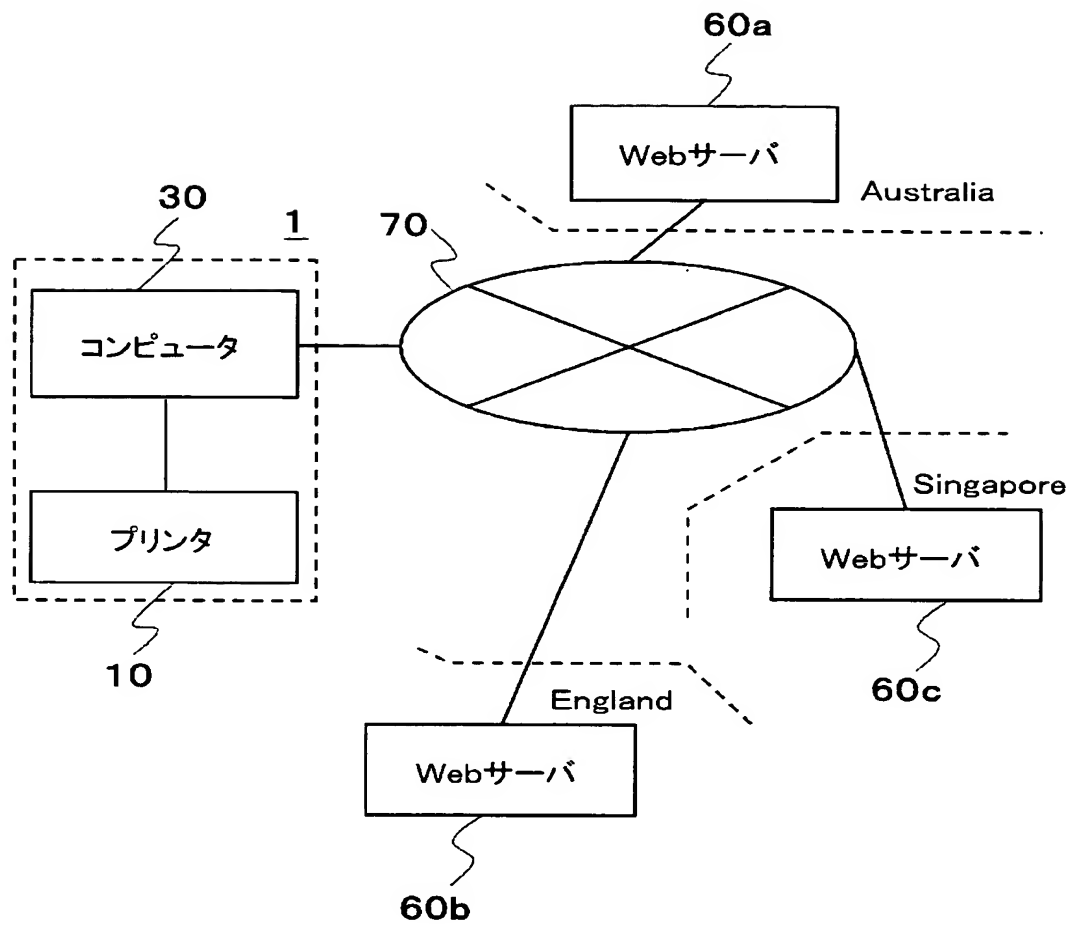 60a
Webサーバ
Australia
30
1
70
コンピュータ
プリンタ
10
Singapore
Webサーバ
60c
England
Webサーバ
60b